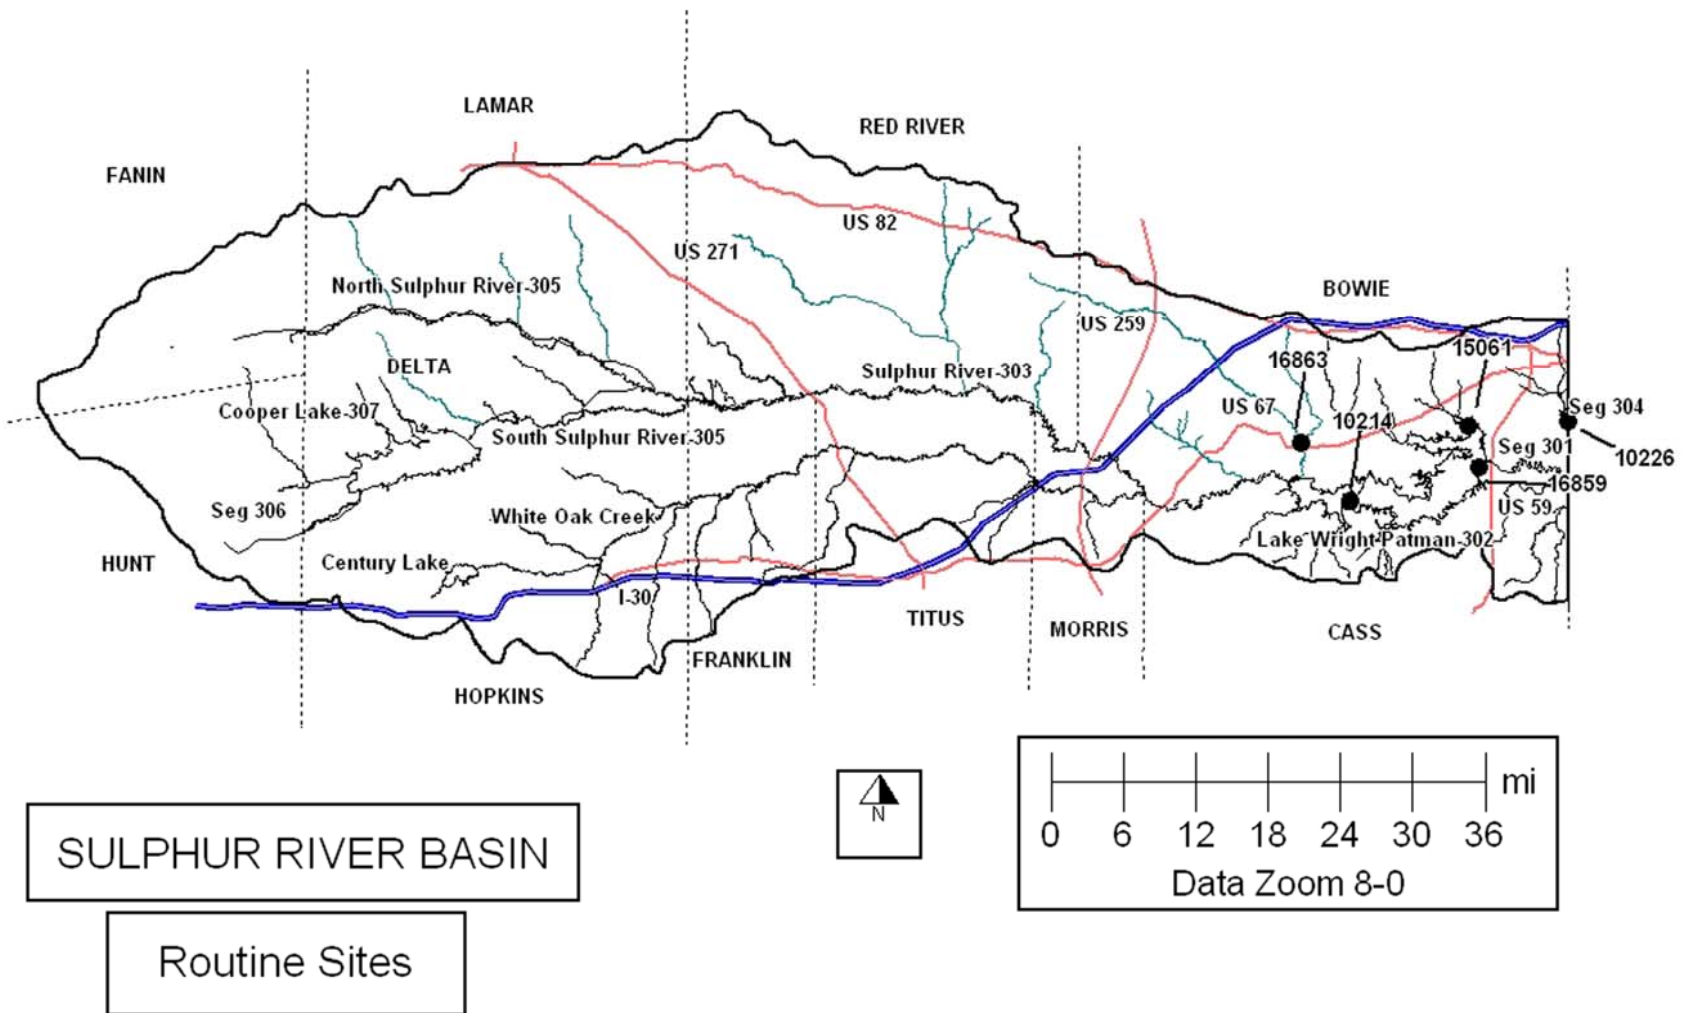 LAMAR
RED RIVER
FANIN
US 82
US 271
North Sulphur River-305
BOWIE
US 259
15061
16863
DELTA
Sulphur River-303
Cooper Lake-307
US 67
10214
Seg 304
South Sulphur River-305
Seg 301
10226
16859
Seg 306
White Oak Creek
US 59
Lake Wright Patman-302
HUNT
Century Lake
I-30
TITUS
MORRIS
CASS
FRANKLIN
HOPKINS
mi
0 6 12 18 24 30 36
Data Zoom 8-0
N
SULPHUR RIVER BASIN
Routine Sites